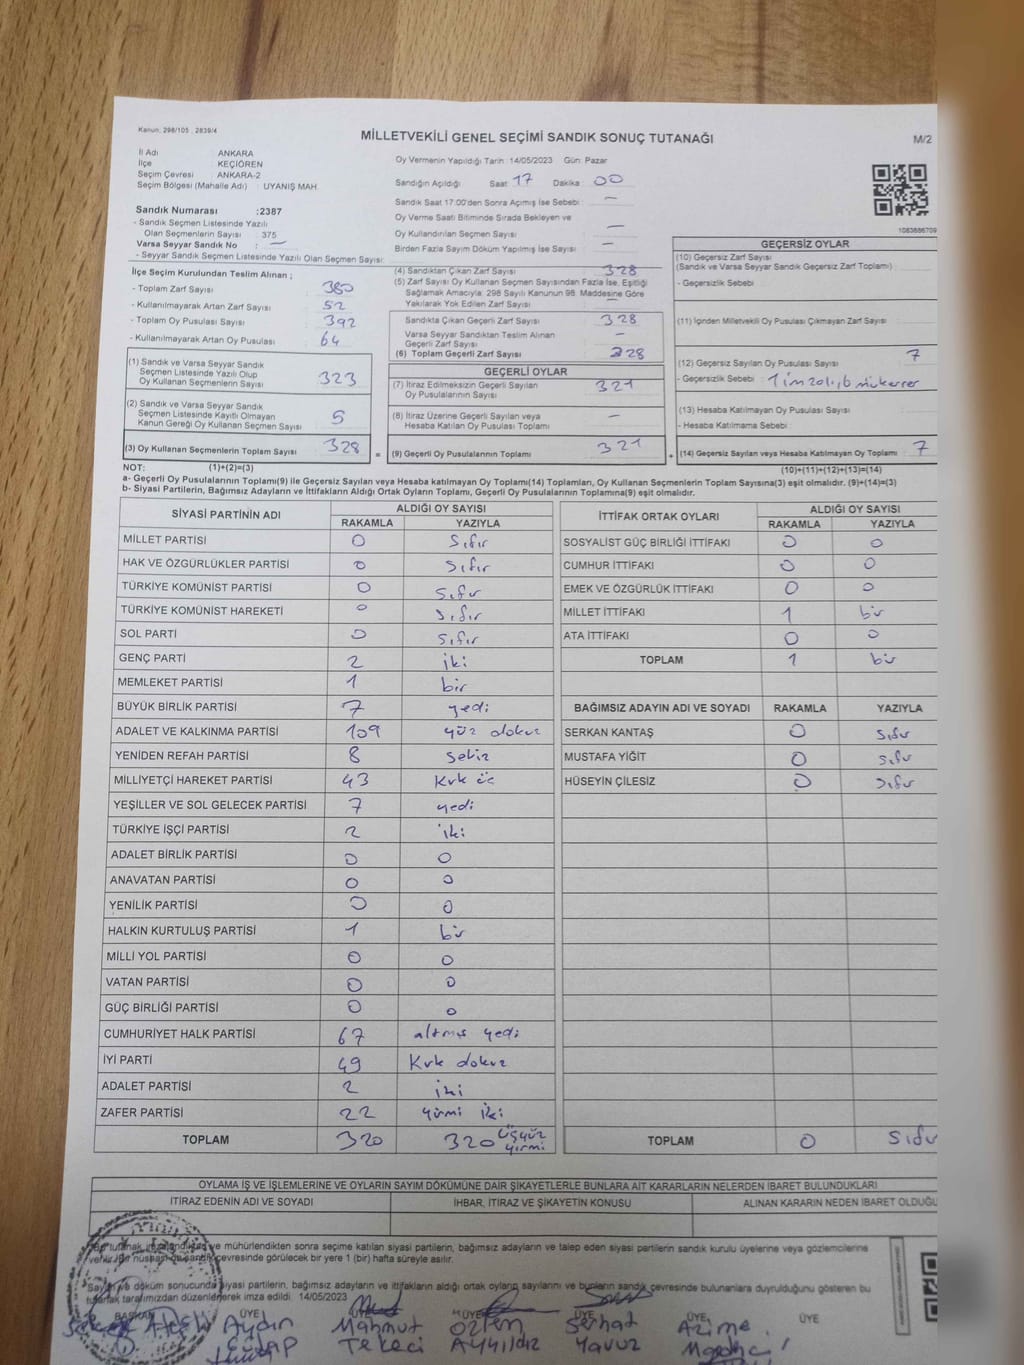 Kanun, 298/105 , 2839/4
MİLLETVEKİLİ GENEL SEÇİMİ SANDIK SONUÇ TUTANAĞI
M/2
İl Adı ANKARA
İlçe KEÇİÖREN
Seçim Çevresi : ANKARA-2
Seçim Bölgesi (Mahalle Adı) : UYANIŞ MAH
Sandık Numarası :2387
- Sandık Seçmen Listesinde Yazılı
Olan Seçmenlerin Sayısı : 375
Varsa Seyyar Sandık No : —
- Seyyar Sandık Seçmen Listesinde Yazılı Olan Seçmen Sayısı:
Oy Vermenin Yapıldığı Tarih : 14/05/2023 Gün: Pazar
Sandığın Açıldığı Saat 17 Dakika 00
Sandık Saat 17:00'den Sonra Açılmış İse Sebebi : —
Oy Verme Saati Bitiminde Sırada Bekleyen ve
Oy Kullandırılan Seçmen Sayısı : —
Birden Fazla Sayım Döküm Yapılmış İse Sayısı : —
1083886709
İlçe Seçim Kurulundan Teslim Alınan ;
- Toplam Zarf Sayısı : 380
- Kullanılmayarak Artan Zarf Sayısı : 52
- Toplam Oy Pusulası Sayısı : 392
- Kullanılmayarak Artan Oy Pusulası : 64
(1) Sandık ve Varsa Seyyar Sandık
Seçmen Listesinde Yazılı Olup
Oy Kullanan Seçmenlerin Sayısı 323
(2) Sandık ve Varsa Seyyar Sandık
Seçmen Listesinde Kayıtlı Olmayan
Kanun Gereği Oy Kullanan Seçmen Sayısı 5
(3) Oy Kullanan Seçmenlerin Toplam Sayısı 328 =
(4) Sandıktan Çıkan Zarf Sayısı 328
(5) Zarf Sayısı Oy Kullanan Seçmen Sayısından Fazla İse, Eşitliği
Sağlamak Amacıyla; 298 Sayılı Kanunun 98. Maddesine Göre
Yakılarak Yok Edilen Zarf Sayısı : —
Sandıkta Çıkan Geçerli Zarf Sayısı 328
Varsa Seyyar Sandıktan Teslim Alınan
Geçerli Zarf Sayısı —
(6) Toplam Geçerli Zarf Sayısı 328
GEÇERLİ OYLAR
(7) İtiraz Edilmeksizin Geçerli Sayılan
Oy Pusulalarının Sayısı 321
(8) İtiraz Üzerine Geçerli Sayılan veya
Hesaba Katılan Oy Pusulası Toplamı —
(9) Geçerli Oy Pusulalarının Toplamı 321 +
GEÇERSİZ OYLAR
(10) Geçersiz Zarf Sayısı
(Sandık ve Varsa Seyyar Sandık Geçersiz Zarf Toplamı) :
- Geçersizlik Sebebi :
(11) İçinden Milletvekili Oy Pusulası Çıkmayan Zarf Sayısı :
(12) Geçersiz Sayılan Oy Pusulası Sayısı : 7
- Geçersizlik Sebebi :
(13) Hesaba Katılmayan Oy Pusulası Sayısı :
- Hesaba Katılmama Sebebi :
(14) Geçersiz Sayılan veya Hesaba Katılmayan Oy Toplamı 7
NOT: (1)+(2)=(3)
(10)+(11)+(12)+(13)=(14)
a- Geçerli Oy Pusulalarının Toplamı(9) ile Geçersiz Sayılan veya Hesaba Katılmayan Oy Toplamı(14) Toplamları, Oy Kullanan Seçmenlerin Toplam Sayısına(3) eşit olmalıdır. (9)+(14)=(3)
b- Siyasi Partilerin, Bağımsız Adayların ve İttifakların Aldığı Ortak Oyların Toplamı, Geçerli Oy Pusulalarının Toplamına(9) eşit olmalıdır.
SİYASİ PARTİNİN ADI ALDIĞI OY SAYISI
RAKAMLA YAZIYLA
MİLLET PARTİSİ 0 Sıfır
HAK VE ÖZGÜRLÜKLER PARTİSİ 0 Sıfır
TÜRKİYE KOMÜNİST PARTİSİ 0 Sıfır
TÜRKİYE KOMÜNİST HAREKETİ 0 Sıfır
SOL PARTİ 0 Sıfır
GENÇ PARTİ 2 iki
MEMLEKET PARTİSİ 1 bir
BÜYÜK BİRLİK PARTİSİ 7 yedi
ADALET VE KALKINMA PARTİSİ 109 yüz dokuz
YENİDEN REFAH PARTİSİ 8 Sekiz
MİLLİYETÇİ HAREKET PARTİSİ 43 Kırk üç
YEŞİLLER VE SOL GELECEK PARTİSİ 7 yedi
TÜRKİYE İŞÇİ PARTİSİ 2 iki
ADALET BİRLİK PARTİSİ 0 0
ANAVATAN PARTİSİ 0 0
YENİLİK PARTİSİ 0 0
HALKIN KURTULUŞ PARTİSİ 1 bir
MİLLİ YOL PARTİSİ 0 0
VATAN PARTİSİ 0 0
GÜÇ BİRLİĞİ PARTİSİ 0 0
CUMHURİYET HALK PARTİSİ 67 altmış yedi
İYİ PARTİ 49 Kırk dokuz
ADALET PARTİSİ 2 iki
ZAFER PARTİSİ 22 yirmi iki
TOPLAM 320 320 üçyüz yirmi
İTTİFAK ORTAK OYLARI ALDIĞI OY SAYISI
RAKAMLA YAZIYLA
SOSYALİST GÜÇ BİRLİĞİ İTTİFAKI 0 0
CUMHUR İTTİFAKI 0 0
EMEK VE ÖZGÜRLÜK İTTİFAKI 0 0
MİLLET İTTİFAKI 1 bir
ATA İTTİFAKI 0 0
TOPLAM 1 bir
BAĞIMSIZ ADAYIN ADI VE SOYADI RAKAMLA YAZIYLA
SERKAN KANTAŞ 0 Sıfır
MUSTAFA YİĞİT 0 Sıfır
HÜSEYİN ÇİLESİZ 0 Sıfır
TOPLAM 0 Sıfır
OYLAMA İŞ VE İŞLEMLERİNE VE OYLARIN SAYIM DÖKÜMÜNE DAİR ŞİKAYETLERLE BUNLARA AİT KARARLARIN NELERDEN İBARET BULUNDUKLARI
İTİRAZ EDENİN ADI VE SOYADI İHBAR, İTİRAZ VE ŞİKAYETİN KONUSU ALINAN KARARIN NEDEN İBARET OLDUĞU
ve mühürlendikten sonra seçime katılan siyasi partilerin, bağımsız adayların ve talep eden siyasi partilerin sandık kurulu üyelerine veya gözlemcilerine
çevresinde görülecek bir yere 1 (bir) hafta süreyle asılır.
Sayım ve döküm sonucunda siyasi partilerin, bağımsız adayların ve ittifakların aldığı ortak oyların sayılarını ve bunların sandık çevresinde bulunanlara duyrulduğunu gösteren bu
tutanak tarafımızdan düzenlenerek imza edildi. 14/05/2023
BAŞKAN ÜYE ÜYE ÜYE ÜYE ÜYE ÜYE
Aydın Mahmut Özlem Serhat Azime
Tekeci Ayyıldız Yavuz